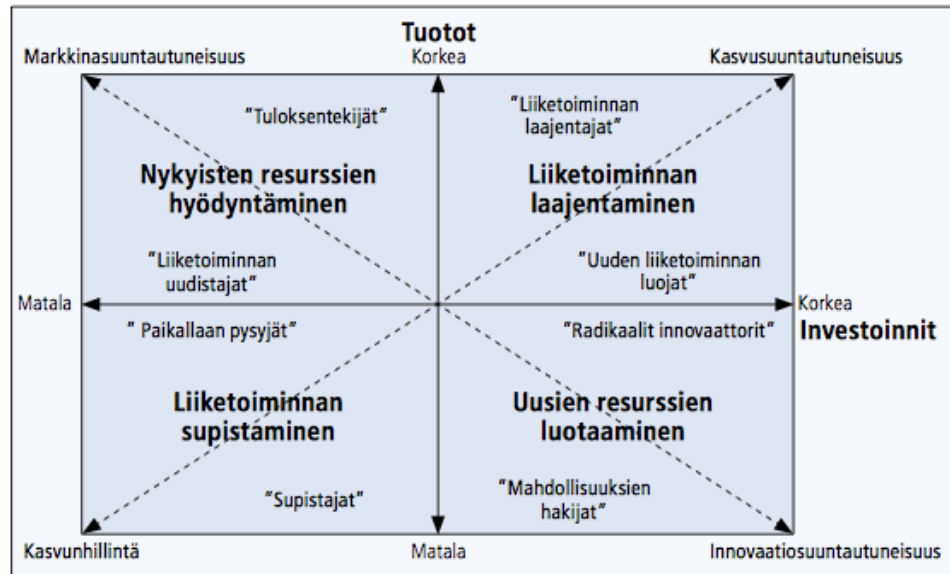 Tuotot
Markkinasuuntautuneisuus
Korkea
Kasvusuuntautuneisuus
"Tuloksentekijät"
"Liiketoiminnan
laajentajat"
Nykyisten resurssien
hyödyntäminen
Liiketoiminnan
laajentaminen
"Liiketoiminnan
uudistajat"
"Uuden liiketoiminnan
luojat"
Matala
Korkea
" Paikallaan pysyjät"
"Radikaalit innovaattorit"
Investoinnit
Liiketoiminnan
supistaminen
Uusien resurssien
luotaaminen
"Supistajat"
"Mahdollisuuksien
hakijat"
Kasvunhillintä
Matala
Innovaatiosuuntautuneisuus